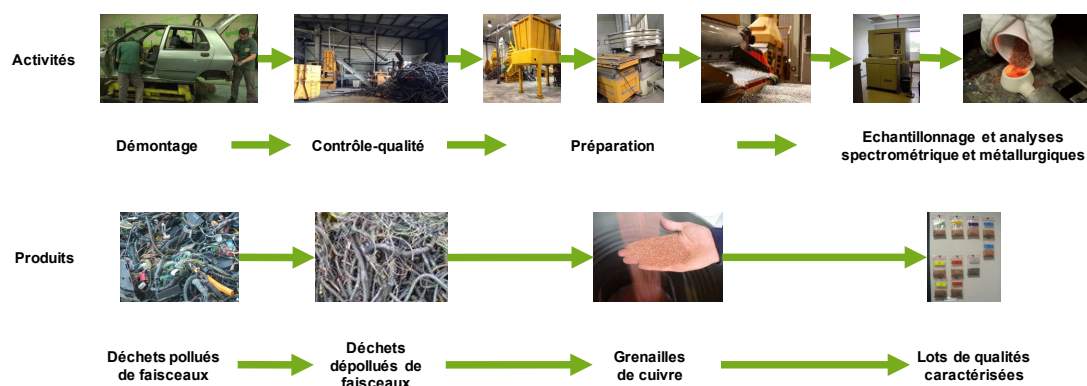 Activités
Démontage
Contrôle-qualité
Préparation
Echantillonnage et analyses
spectrométrique et métallurgiques
Produits
Déchets pollués
de faisceaux
Déchets
dépollués de
faisceaux
Grenailles
de cuivre
Lots de qualités
caractérisées